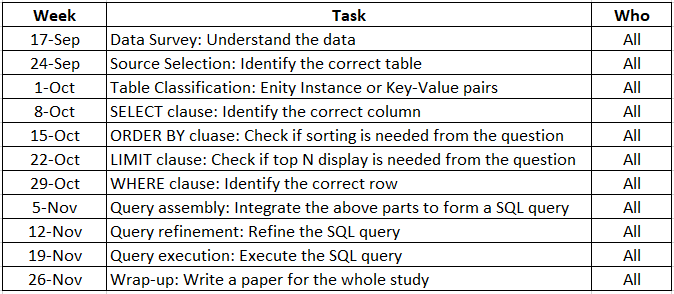 Week Task Who
17-Sep Data Survey: Understand the data All
24-Sep Source Selection: Identify the correct table All
1-Oct Table Classification: Enity Instance or Key-Value pairs All
8-Oct SELECT clause: Identify the correct column All
15-Oct ORDER BY cluase: Check if sorting is needed from the question All
22-Oct LIMIT clause: Check if top N display is needed from the question All
29-Oct WHERE clause: Identify the correct row All
5-Nov Query assembly: Integrate the above parts to form a SQL query All
12-Nov Query refinement: Refine the SQL query All
19-Nov Query execution: Execute the SQL query All
26-Nov Wrap-up: Write a paper for the whole study All